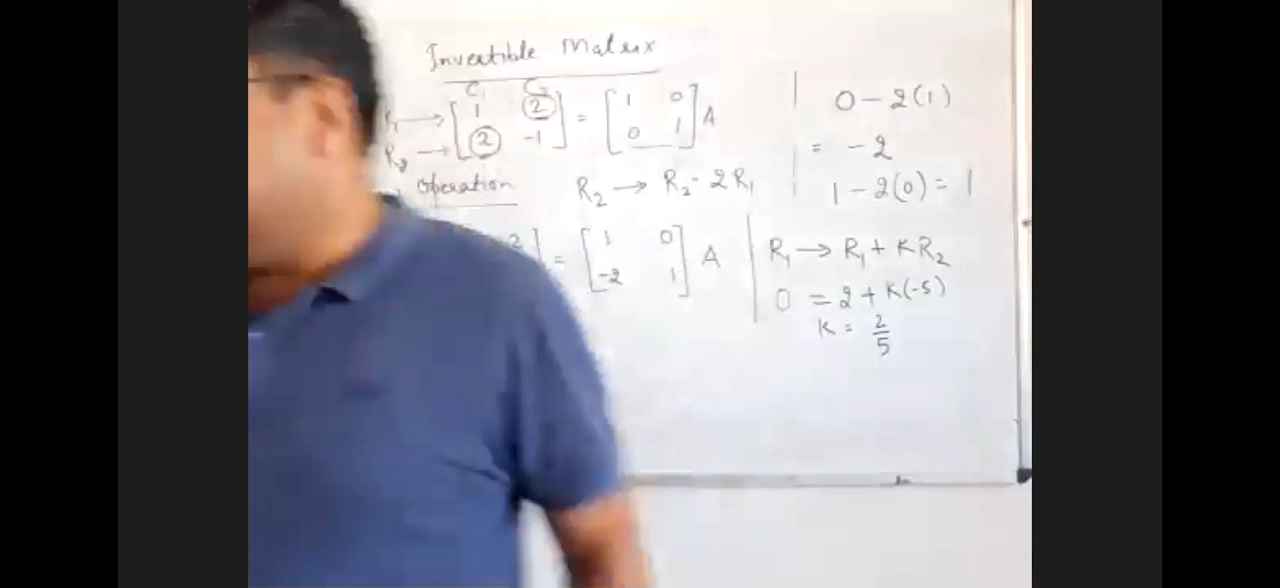 Invertible Matrix
C₁ C₂
R₁ → [ 1 2 ] = [ 1 0 ] A
R₂ → [ 2 -1 ] [ 0 1 ]
operation R₂ → R₂ - 2R₁
2 ] = [ 1 0 ] A
[ -2 1 ]
0 - 2(1)
= -2
1 - 2(0) = 1
R₁ → R₁ + KR₂
0 = 2 + K(-5)
K = 2/5